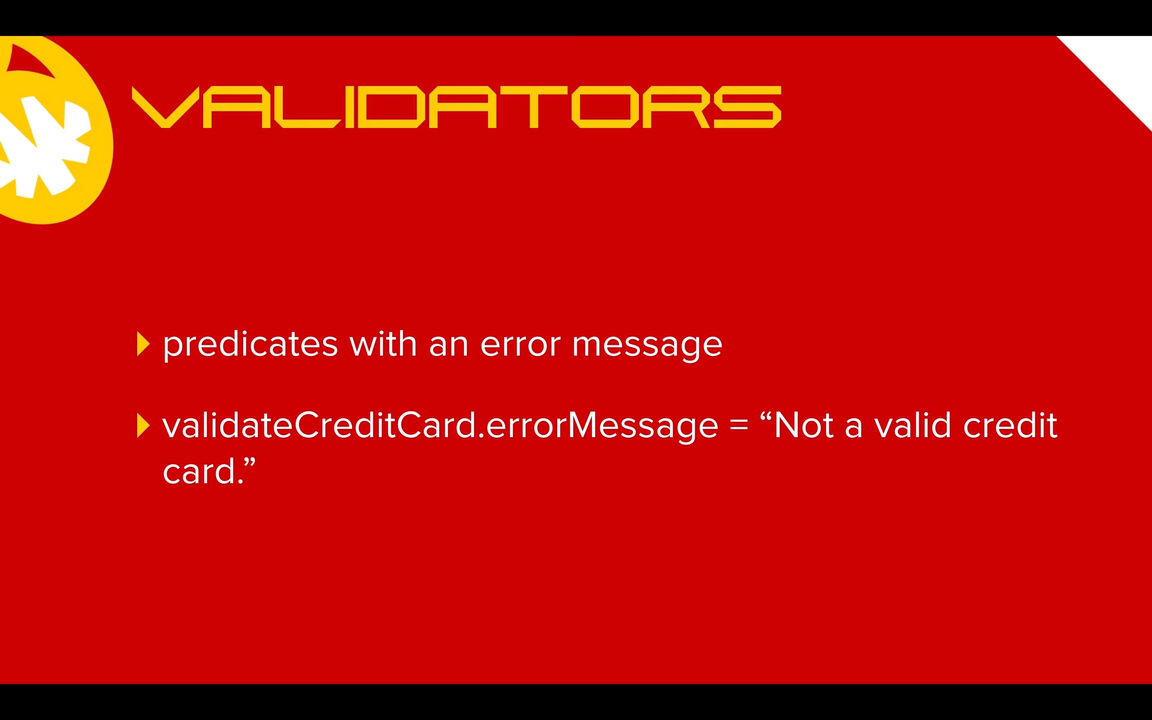 VALIDATORS
predicates with an error message
validateCreditCard.errorMessage = “Not a valid credit
card.”